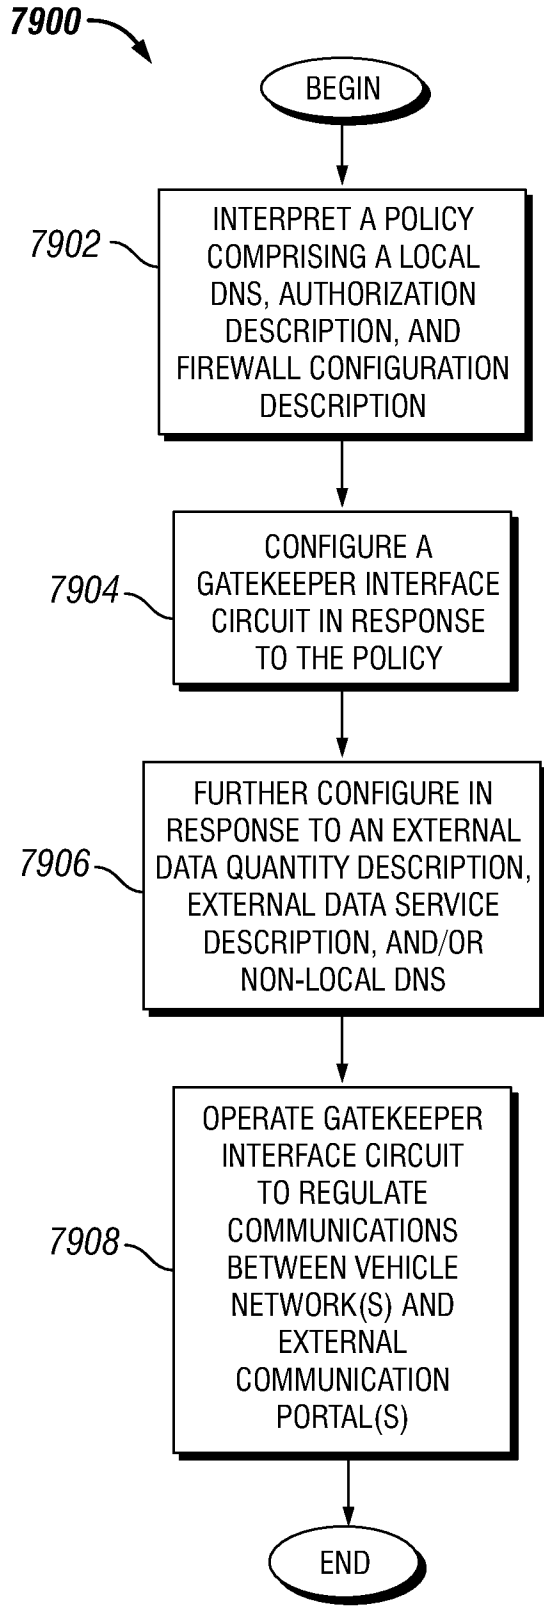 7900
BEGIN
7902
INTERPRET A POLICY
COMPRISING A LOCAL
DNS, AUTHORIZATION
DESCRIPTION, AND
FIREWALL CONFIGURATION
DESCRIPTION
7904
CONFIGURE A
GATEKEEPER INTERFACE
CIRCUIT IN RESPONSE
TO THE POLICY
7906
FURTHER CONFIGURE IN
RESPONSE TO AN EXTERNAL
DATA QUANTITY DESCRIPTION,
EXTERNAL DATA SERVICE
DESCRIPTION, AND/OR
NON-LOCAL DNS
7908
OPERATE GATEKEEPER
INTERFACE CIRCUIT
TO REGULATE
COMMUNICATIONS
BETWEEN VEHICLE
NETWORK(S) AND
EXTERNAL
COMMUNICATION
PORTAL(S)
END